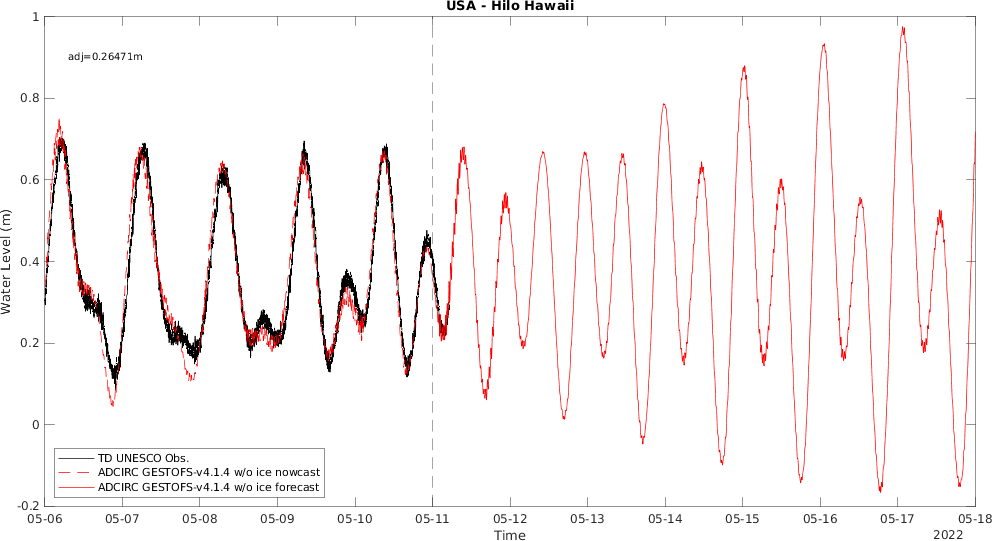 USA - Hilo Hawaii
adj=0.26471m
Water Level (m)
1
0.8
0.6
0.4
0.2
0
-0.2
TD UNESCO Obs.
ADCIRC GESTOFS-v4.1.4 w/o ice nowcast
ADCIRC GESTOFS-v4.1.4 w/o ice forecast
05-06 05-07 05-08 05-09 05-10 05-11 05-12 05-13 05-14 05-15 05-16 05-17 05-18
Time
2022